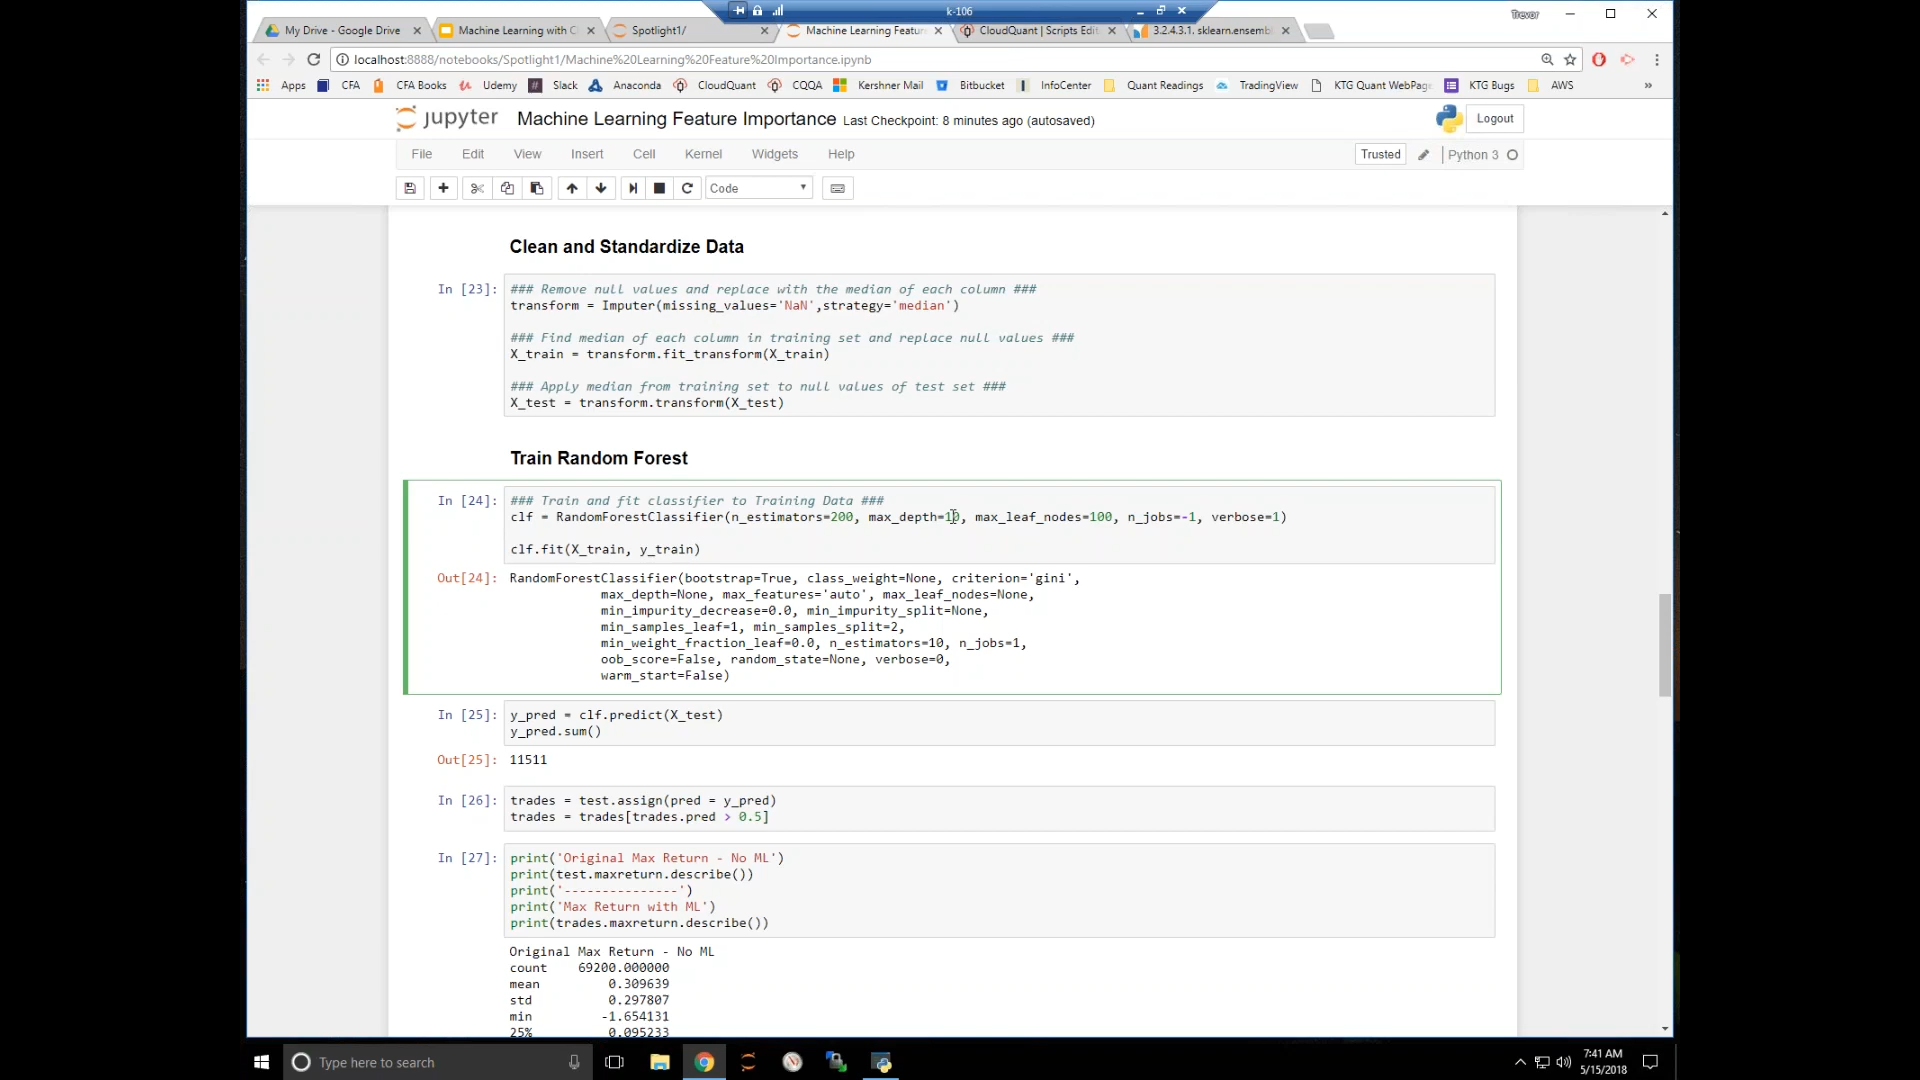 k-106
Trevor
My Drive - Google Drive
Machine Learning with C
Spotlight1/
Machine Learning Featur
CloudQuant | Scripts Edit
3.2.4.3.1. sklearn.ensemb
localhost:8888/notebooks/Spotlight1/Machine%20Learning%20Feature%20Importance.ipynb
Apps CFA CFA Books Udemy Slack Anaconda CloudQuant CQQA Kershner Mail Bitbucket InfoCenter Quant Readings TradingView KTG Quant WebPag KTG Bugs AWS »
jupyter Machine Learning Feature Importance Last Checkpoint: 8 minutes ago (autosaved) Logout
File Edit View Insert Cell Kernel Widgets Help Trusted Python 3
Code
Clean and Standardize Data
In [23]: ### Remove null values and replace with the median of each column ###
transform = Imputer(missing_values='NaN',strategy='median')
### Find median of each column in training set and replace null values ###
X_train = transform.fit_transform(X_train)
### Apply median from training set to null values of test set ###
X_test = transform.transform(X_test)
Train Random Forest
In [24]: ### Train and fit classifier to Training Data ###
clf = RandomForestClassifier(n_estimators=200, max_depth=10, max_leaf_nodes=100, n_jobs=-1, verbose=1)
clf.fit(X_train, y_train)
Out[24]: RandomForestClassifier(bootstrap=True, class_weight=None, criterion='gini',
max_depth=None, max_features='auto', max_leaf_nodes=None,
min_impurity_decrease=0.0, min_impurity_split=None,
min_samples_leaf=1, min_samples_split=2,
min_weight_fraction_leaf=0.0, n_estimators=10, n_jobs=1,
oob_score=False, random_state=None, verbose=0,
warm_start=False)
In [25]: y_pred = clf.predict(X_test)
y_pred.sum()
Out[25]: 11511
In [26]: trades = test.assign(pred = y_pred)
trades = trades[trades.pred > 0.5]
In [27]: print('Original Max Return - No ML')
print(test.maxreturn.describe())
print('---------------')
print('Max Return with ML')
print(trades.maxreturn.describe())
Original Max Return - No ML
count 69200.000000
mean 0.309639
std 0.297807
min -1.654131
25% 0.095233
Type here to search
7:41 AM
5/15/2018